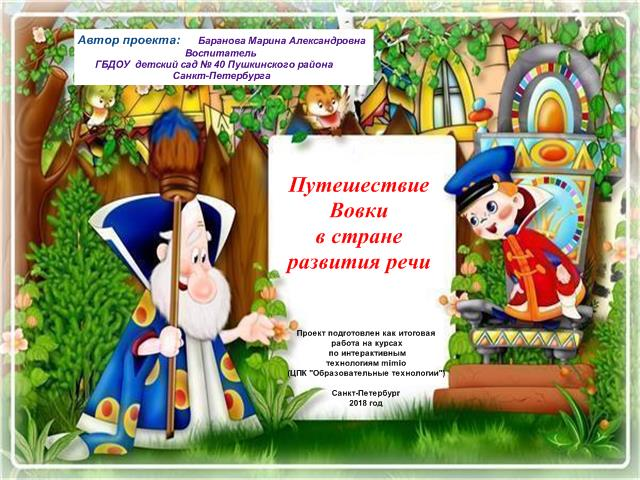 Автор проекта: Баранова Марина Александровна
Воспитатель
ГБДОУ детский сад № 40 Пушкинского района
Санкт-Петербурга
Путешествие
Вовки
в стране
развития речи
Проект подготовлен как итоговая
работа на курсах
по интерактивным
технологиям mimio
(ЦПК "Образовательные технологии")
Санкт-Петербург
2018 год